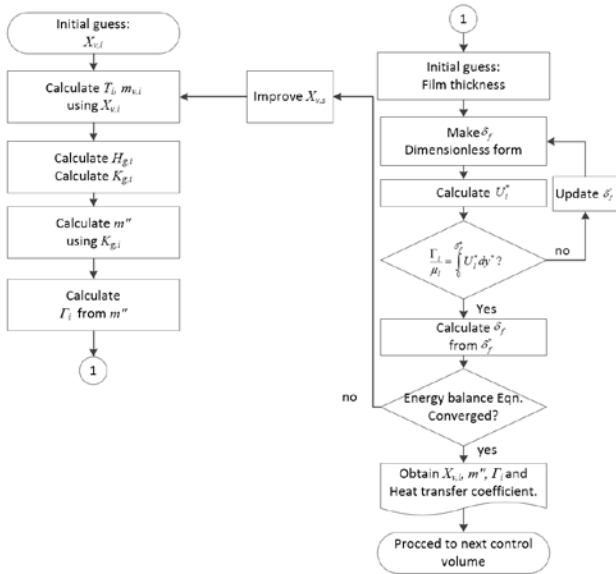 Initial guess:
X_{v,i}
Calculate T_i, m_{v,i}
using X_{v,i}
Calculate H_{g,i}
Calculate K_{g,i}
Calculate m''
using K_{g,i}
Calculate
Γ_i from m''
1
Improve X_{v,s}
1
Initial guess:
Film thickness
Make δ_f
Dimensionless form
Calculate U_l^*
Update δ_f^*
Γ_l/μ_l = ∫_0^{δ_f^*} U_l^* dy^* ?
no
Yes
Calculate δ_f
from δ_f^*
Energy balance Eqn.
Converged?
no
yes
Obtain X_{v,i}, m'', Γ_i and
Heat transfer coefficient.
Procced to next control
volume